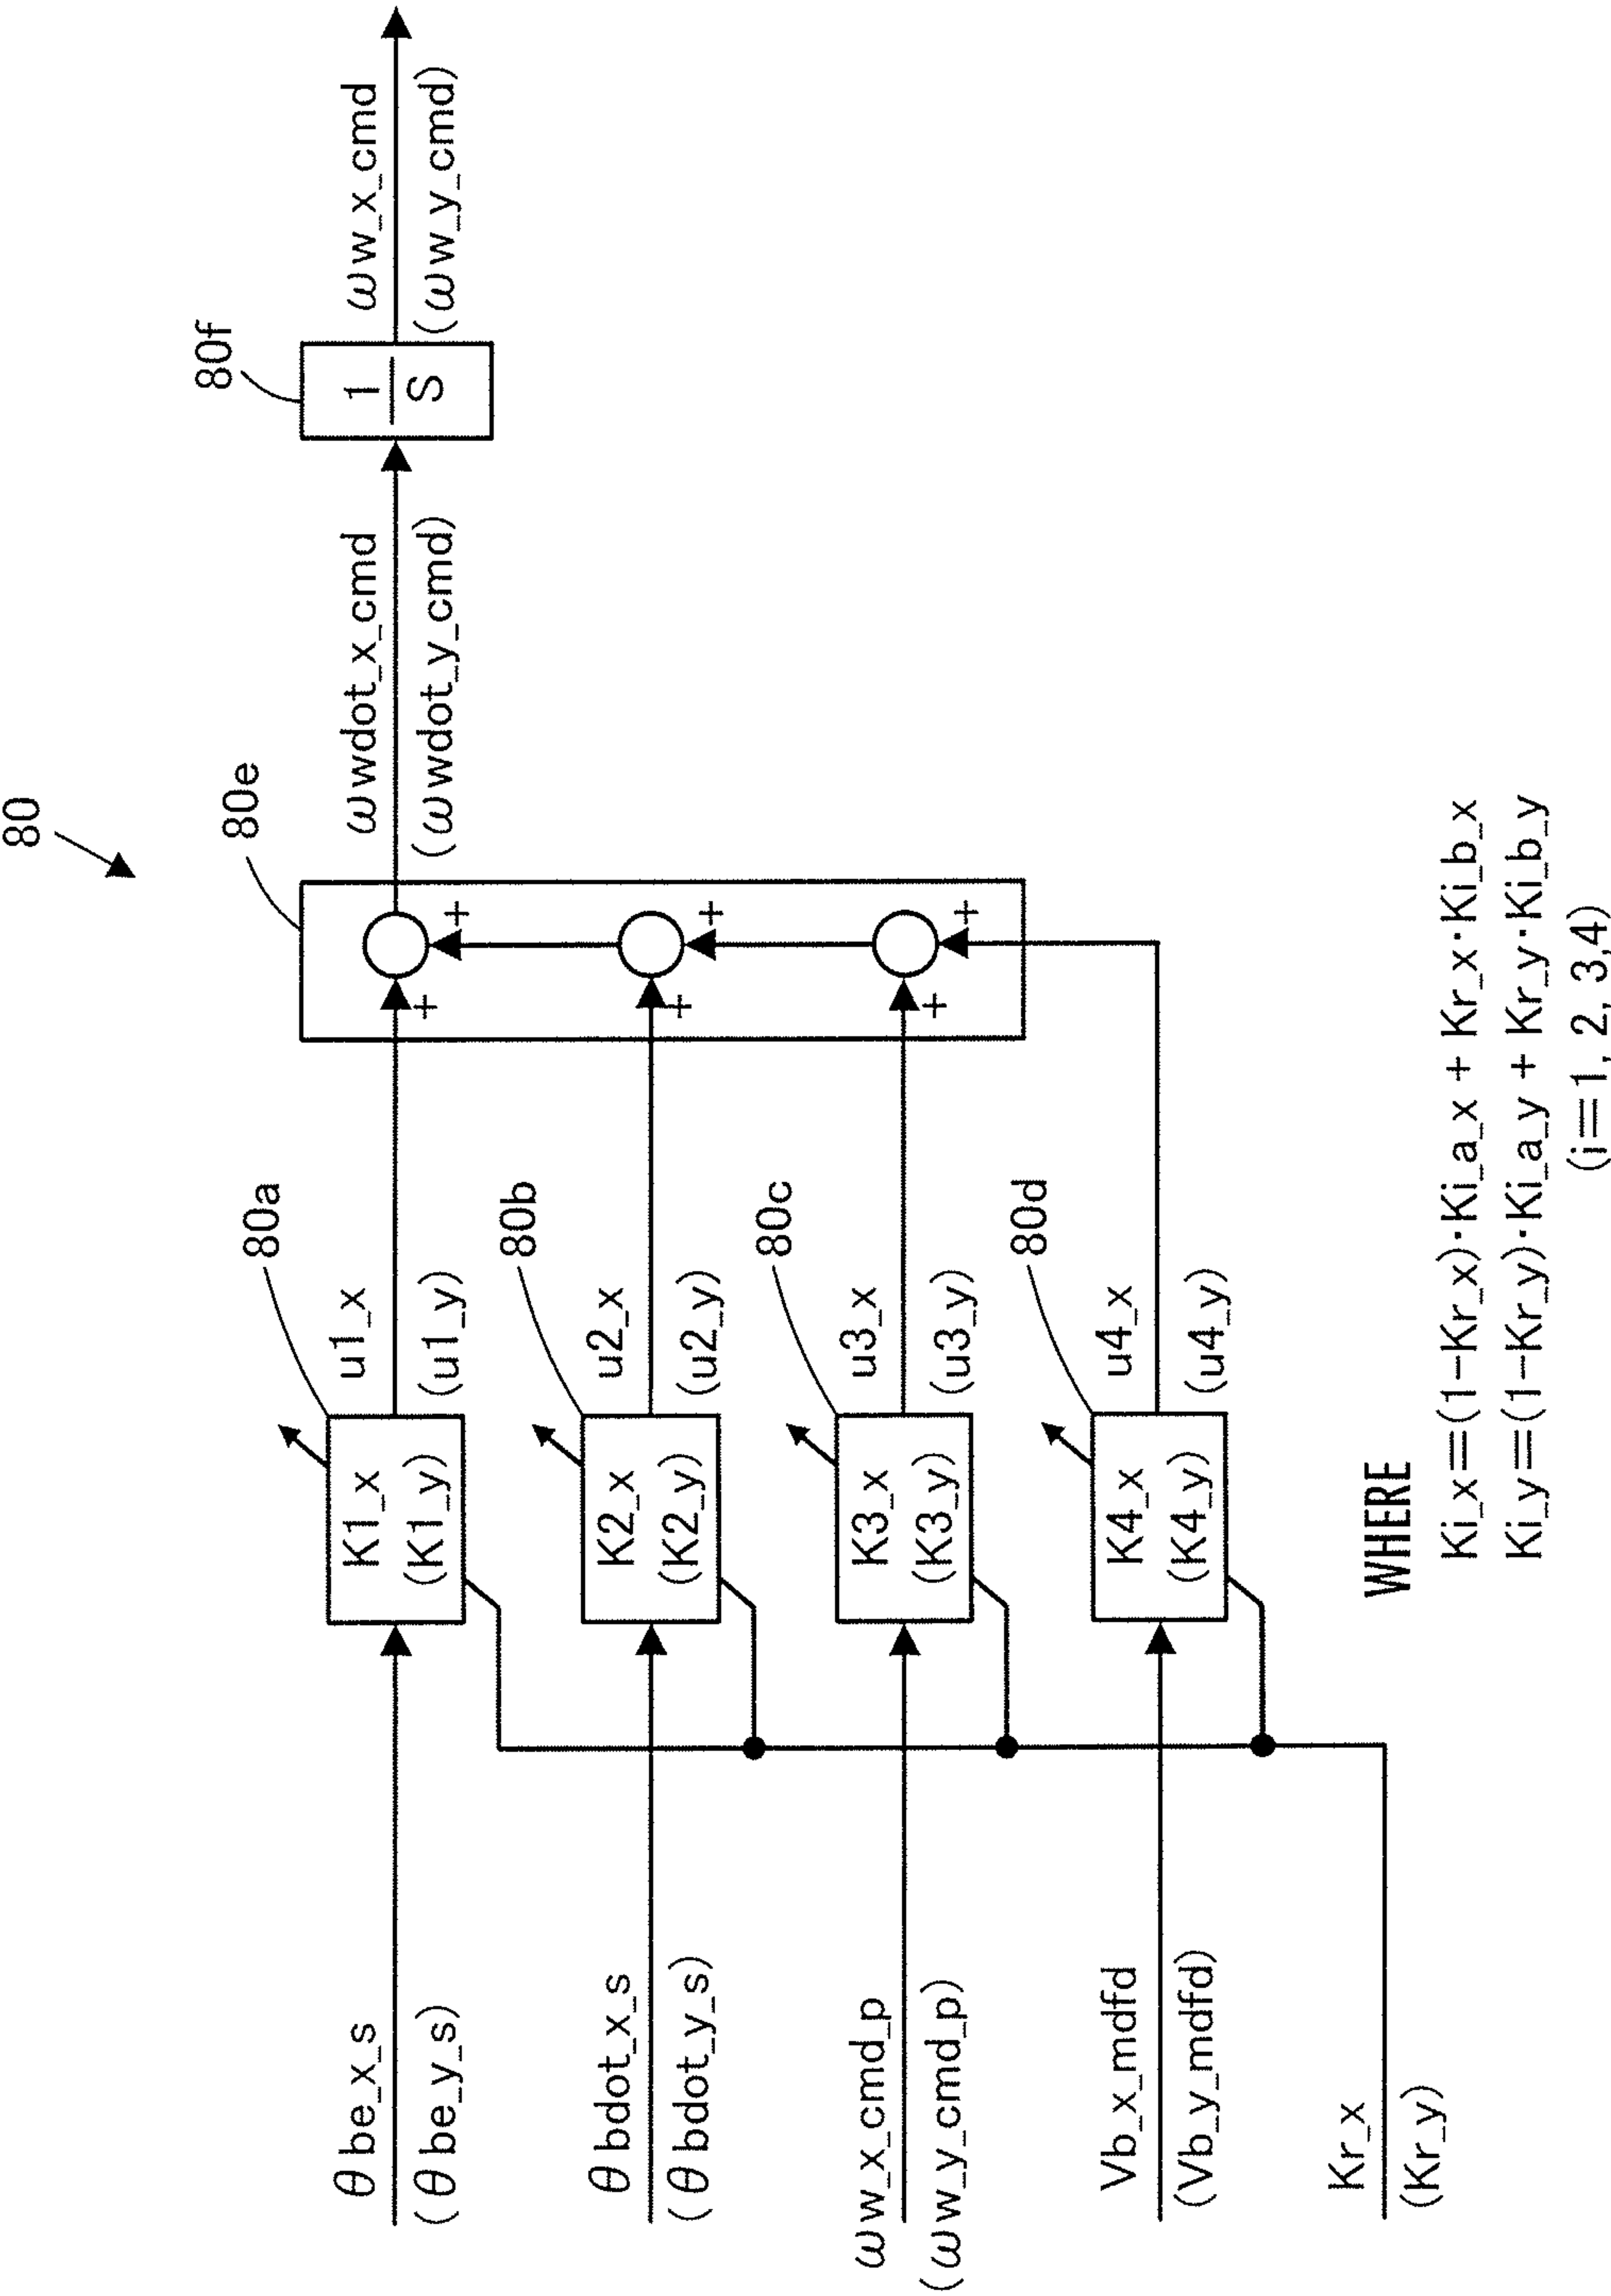 80
80e
80f
80a
80b
80c
80d
θbe_x_s
(θbe_y_s)
K1_x
(K1_y)
u1_x
(u1_y)
+
+
ωwdot_x_cmd
(ωwdot_y_cmd)
1
S
ωw_x_cmd
(ωw_y_cmd)
θbdot_x_s
(θbdot_y_s)
K2_x
(K2_y)
u2_x
(u2_y)
+
+
ωw_x_cmd_p
(ωw_y_cmd_p)
K3_x
(K3_y)
u3_x
(u3_y)
+
+
Vb_x_mdfd
(Vb_y_mdfd)
K4_x
(K4_y)
u4_x
(u4_y)
Kr_x
(Kr_y)
WHERE
Ki_x=(1-Kr_x)·Ki_a_x + Kr_x·Ki_b_x
Ki_y=(1-Kr_y)·Ki_a_y + Kr_y·Ki_b_y
(i=1, 2, 3,4)